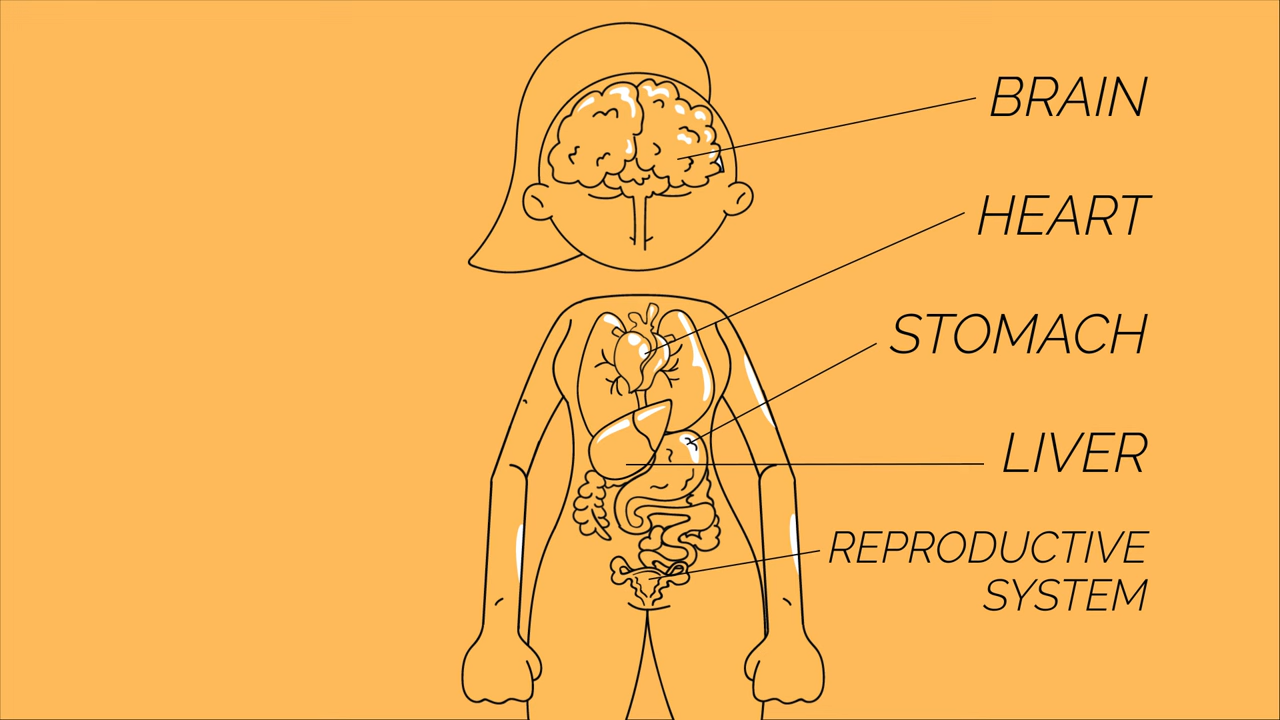 BRAIN
HEART
STOMACH
LIVER
REPRODUCTIVE
SYSTEM